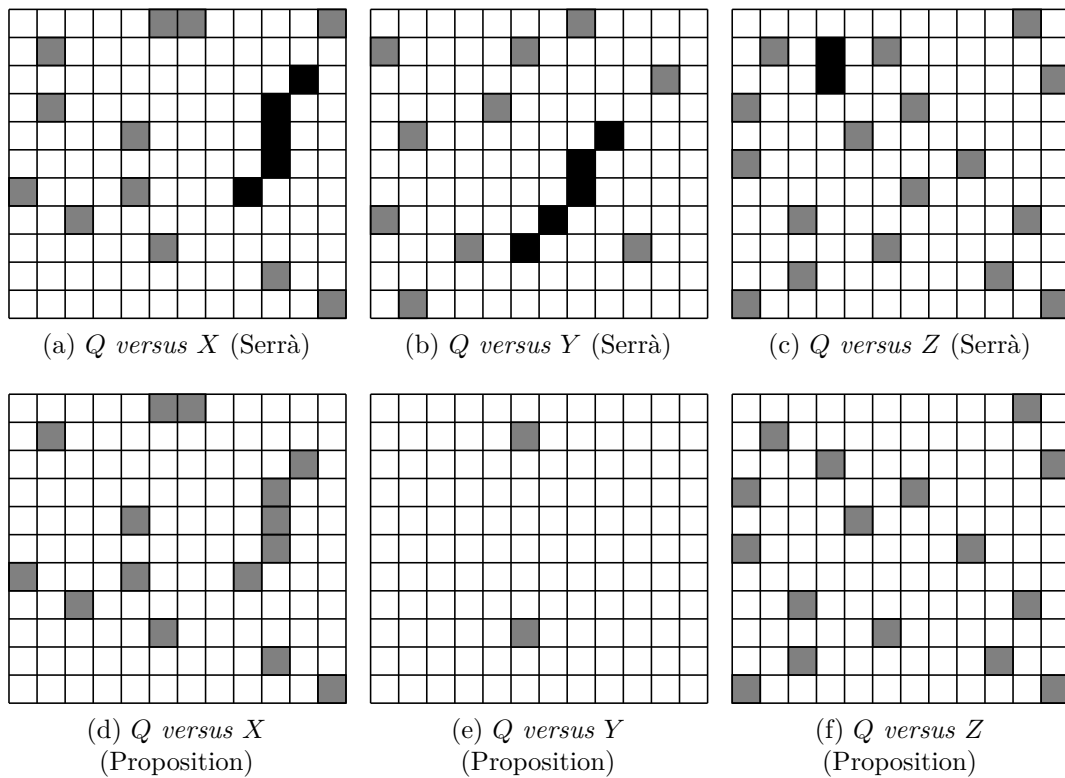 (a) Q versus X (Serrà)
(b) Q versus Y (Serrà)
(c) Q versus Z (Serrà)
(d) Q versus X
(Proposition)
(e) Q versus Y
(Proposition)
(f) Q versus Z
(Proposition)